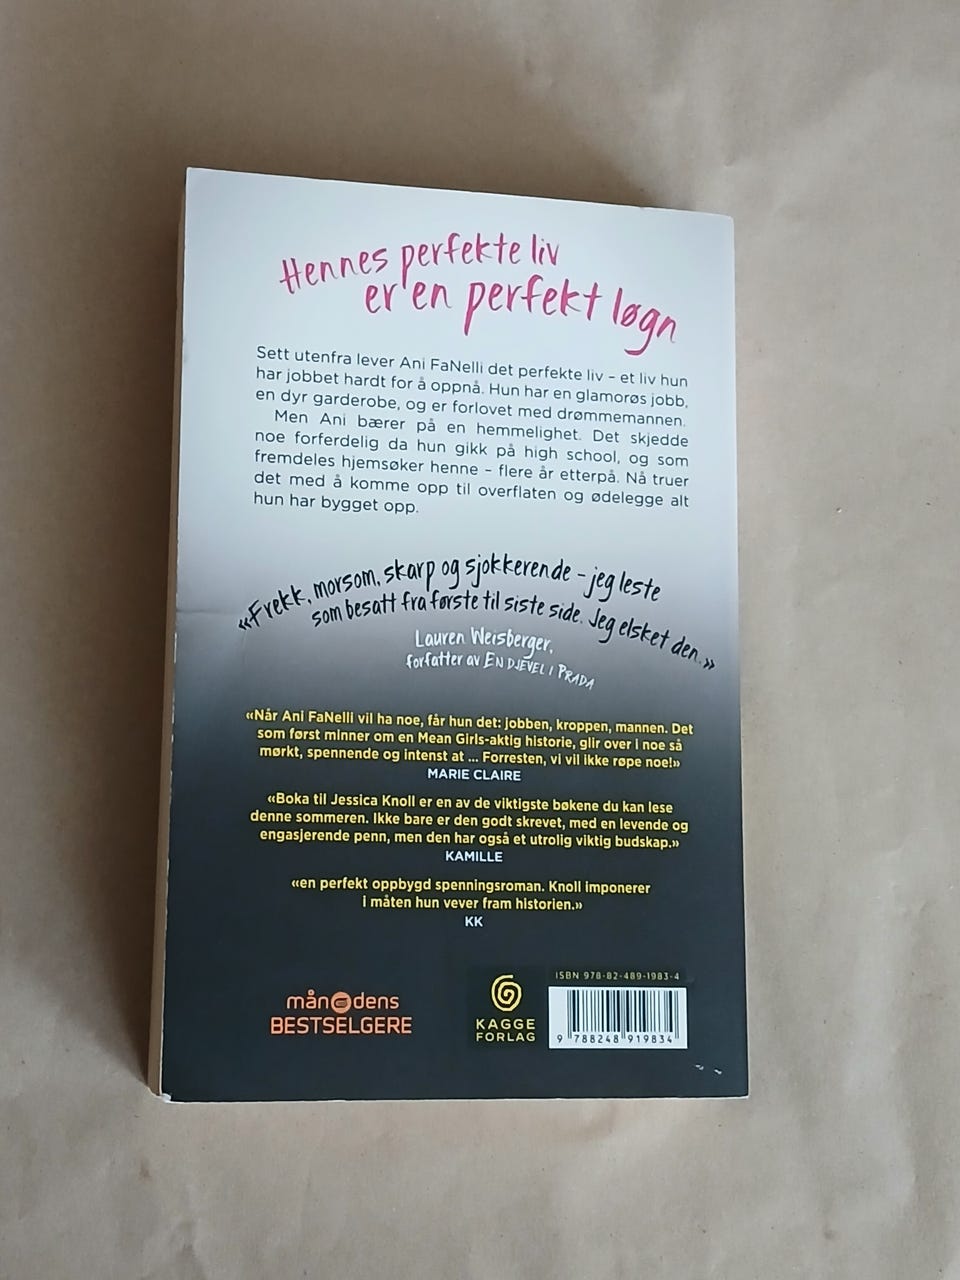 Hennes perfekte liv
er en perfekt løgn
Sett utenfra lever Ani FaNelli det perfekte liv – et liv hun
har jobbet hardt for å oppnå. Hun har en glamorøs jobb,
en dyr garderobe, og er forlovet med drømmemannen.
Men Ani bærer på en hemmelighet. Det skjedde
noe forferdelig da hun gikk på high school, og som
fremdeles hjemsøker henne – flere år etterpå. Nå truer
det med å komme opp til overflaten og ødelegge alt
hun har bygget opp.
«Frekk, morsom, skarp og sjokkerende – jeg leste
som besatt fra første til siste side. Jeg elsket den.»
Lauren Weisberger,
forfatter av EN DJEVEL I PRADA
«Når Ani FaNelli vil ha noe, får hun det: jobben, kroppen, mannen. Det
som først minner om en Mean Girls-aktig historie, glir over i noe så
mørkt, spennende og intenst at ... Forresten, vi vil ikke røpe noe!»
MARIE CLAIRE
«Boka til Jessica Knoll er en av de viktigste bøkene du kan lese
denne sommeren. Ikke bare er den godt skrevet, med en levende og
engasjerende penn, men den har også et utrolig viktig budskap.»
KAMILLE
«en perfekt oppbygd spenningsroman. Knoll imponerer
i måten hun vever fram historien.»
KK
månedens
BESTSELGERE
KAGGE
FORLAG
ISBN 978-82-489-1983-4
9 788248 919834